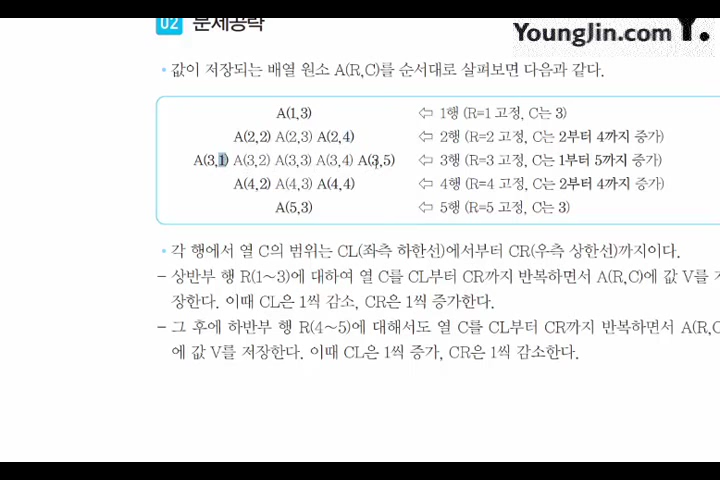 02 문제공략
YoungJin.com Y.
• 값이 저장되는 배열 원소 A(R,C)를 순서대로 살펴보면 다음과 같다.
A(1,3) ⇦ 1행 (R=1 고정, C는 3)
A(2,2) A(2,3) A(2,4) ⇦ 2행 (R=2 고정, C는 2부터 4까지 증가)
A(3,1) A(3,2) A(3,3) A(3,4) A(3,5) ⇦ 3행 (R=3 고정, C는 1부터 5까지 증가)
A(4,2) A(4,3) A(4,4) ⇦ 4행 (R=4 고정, C는 2부터 4까지 증가)
A(5,3) ⇦ 5행 (R=5 고정, C는 3)
• 각 행에서 열 C의 범위는 CL(좌측 하한선)에서부터 CR(우측 상한선)까지이다.
– 상반부 행 R(1~3)에 대하여 열 C를 CL부터 CR까지 반복하면서 A(R,C)에 값 V를
장한다. 이때 CL은 1씩 감소, CR은 1씩 증가한다.
– 그 후에 하반부 행 R(4~5)에 대해서도 열 C를 CL부터 CR까지 반복하면서 A(R,C
에 값 V를 저장한다. 이때 CL은 1씩 증가, CR은 1씩 감소한다.